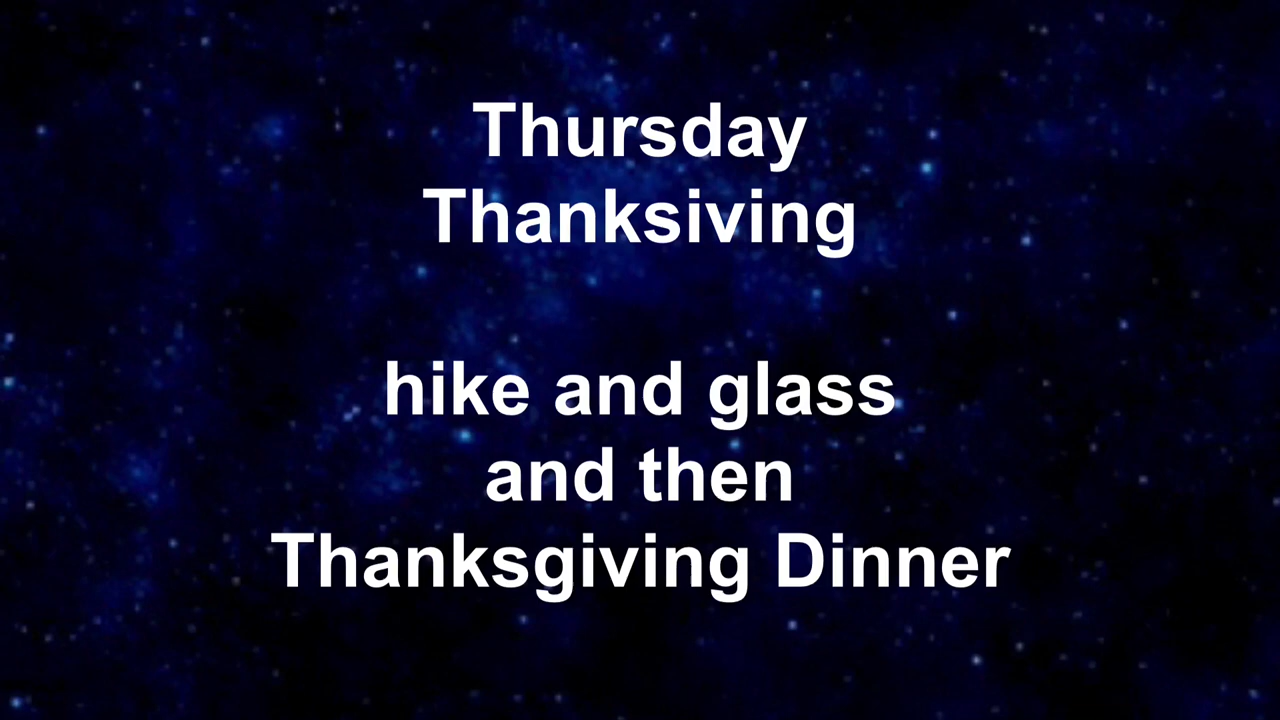 Thursday
Thanksiving
hike and glass
and then
Thanksgiving Dinner